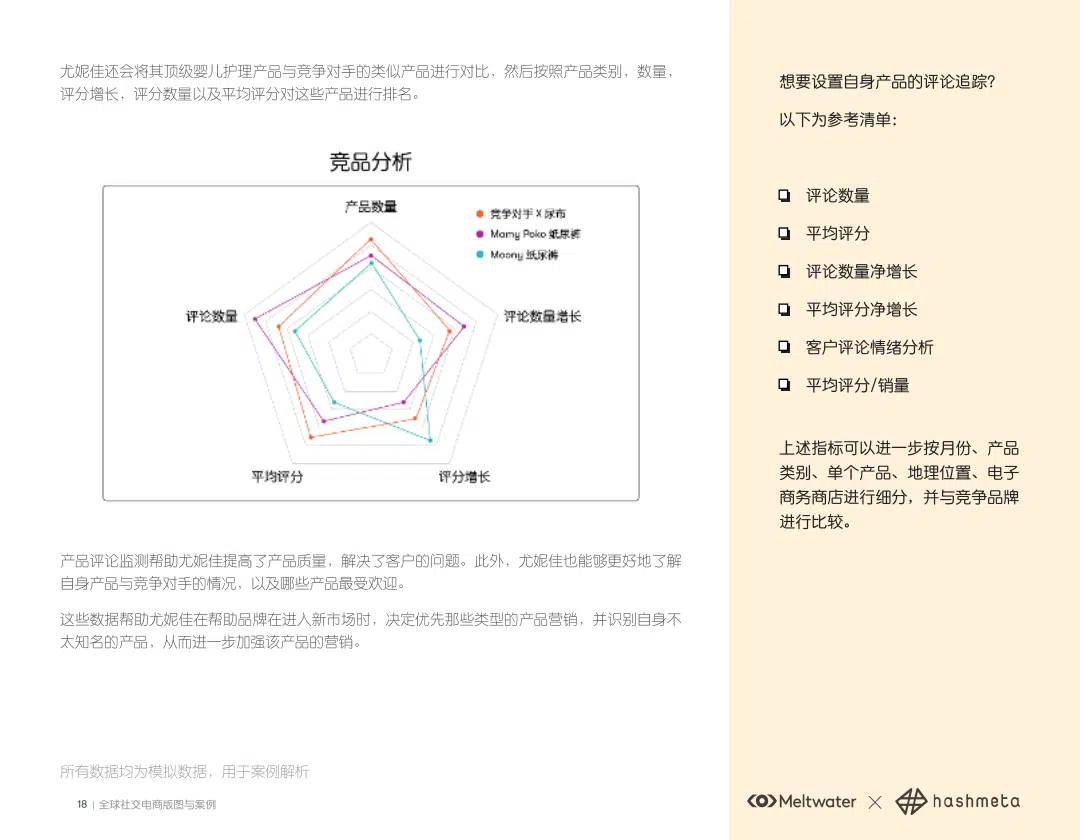 尤妮佳还会将其顶级婴儿护理产品与竞争对手的类似产品进行对比，然后按照产品类别，数量，
评分增长，评分数量以及平均评分对这些产品进行排名。
竞品分析
产品数量
竞争对手 X 尿布
Mamy Poko 纸尿裤
Moony 纸尿裤
评论数量
评论数量增长
平均评分
评分增长
产品评论监测帮助尤妮佳提高了产品质量，解决了客户的问题。此外，尤妮佳也能够更好地了解
自身产品与竞争对手的情况，以及哪些产品最受欢迎。
这些数据帮助尤妮佳在帮助品牌在进入新市场时，决定优先那些类型的产品营销，并识别自身不
太知名的产品，从而进一步加强该产品的营销。
所有数据均为模拟数据，用于案例解析
18 | 全球社交电商版图与案例
想要设置自身产品的评论追踪？
以下为参考清单：
评论数量
平均评分
评论数量净增长
平均评分净增长
客户评论情绪分析
平均评分/销量
上述指标可以进一步按月份、产品
类别、单个产品、地理位置、电子
商务商店进行细分，并与竞争品牌
进行比较。
Meltwater × hashmeta